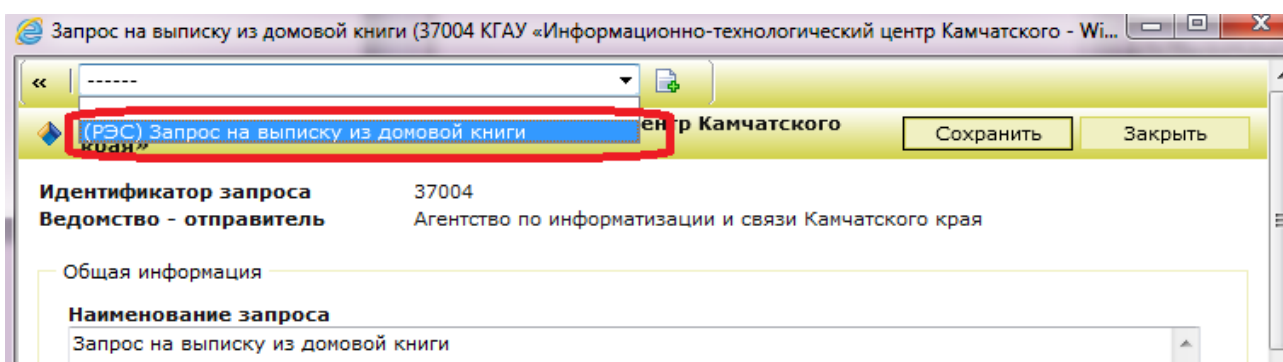 Запрос на выписку из домовой книги (37004 КГАУ «Информационно-технологический центр Камчатского - Wi...
« ------
(РЭС) Запрос на выписку из домовой книги
ентр Камчатского
края»
Сохранить Закрыть
Идентификатор запроса 37004
Ведомство - отправитель Агентство по информатизации и связи Камчатского края
Общая информация
Наименование запроса
Запрос на выписку из домовой книги